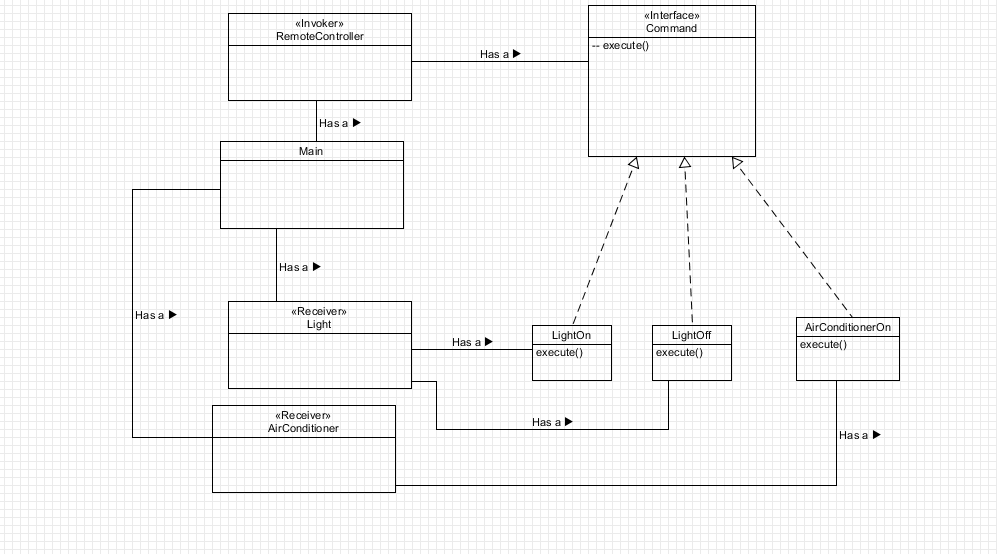 «Invoker»
RemoteController
Has a ▶
«Interface»
Command
-- execute()
Has a ▶
Main
Has a ▶
Has a ▶
«Receiver»
Light
Has a ▶
LightOn
execute()
LightOff
execute()
AirConditionerOn
execute()
Has a ▶
«Receiver»
AirConditioner
Has a ▶